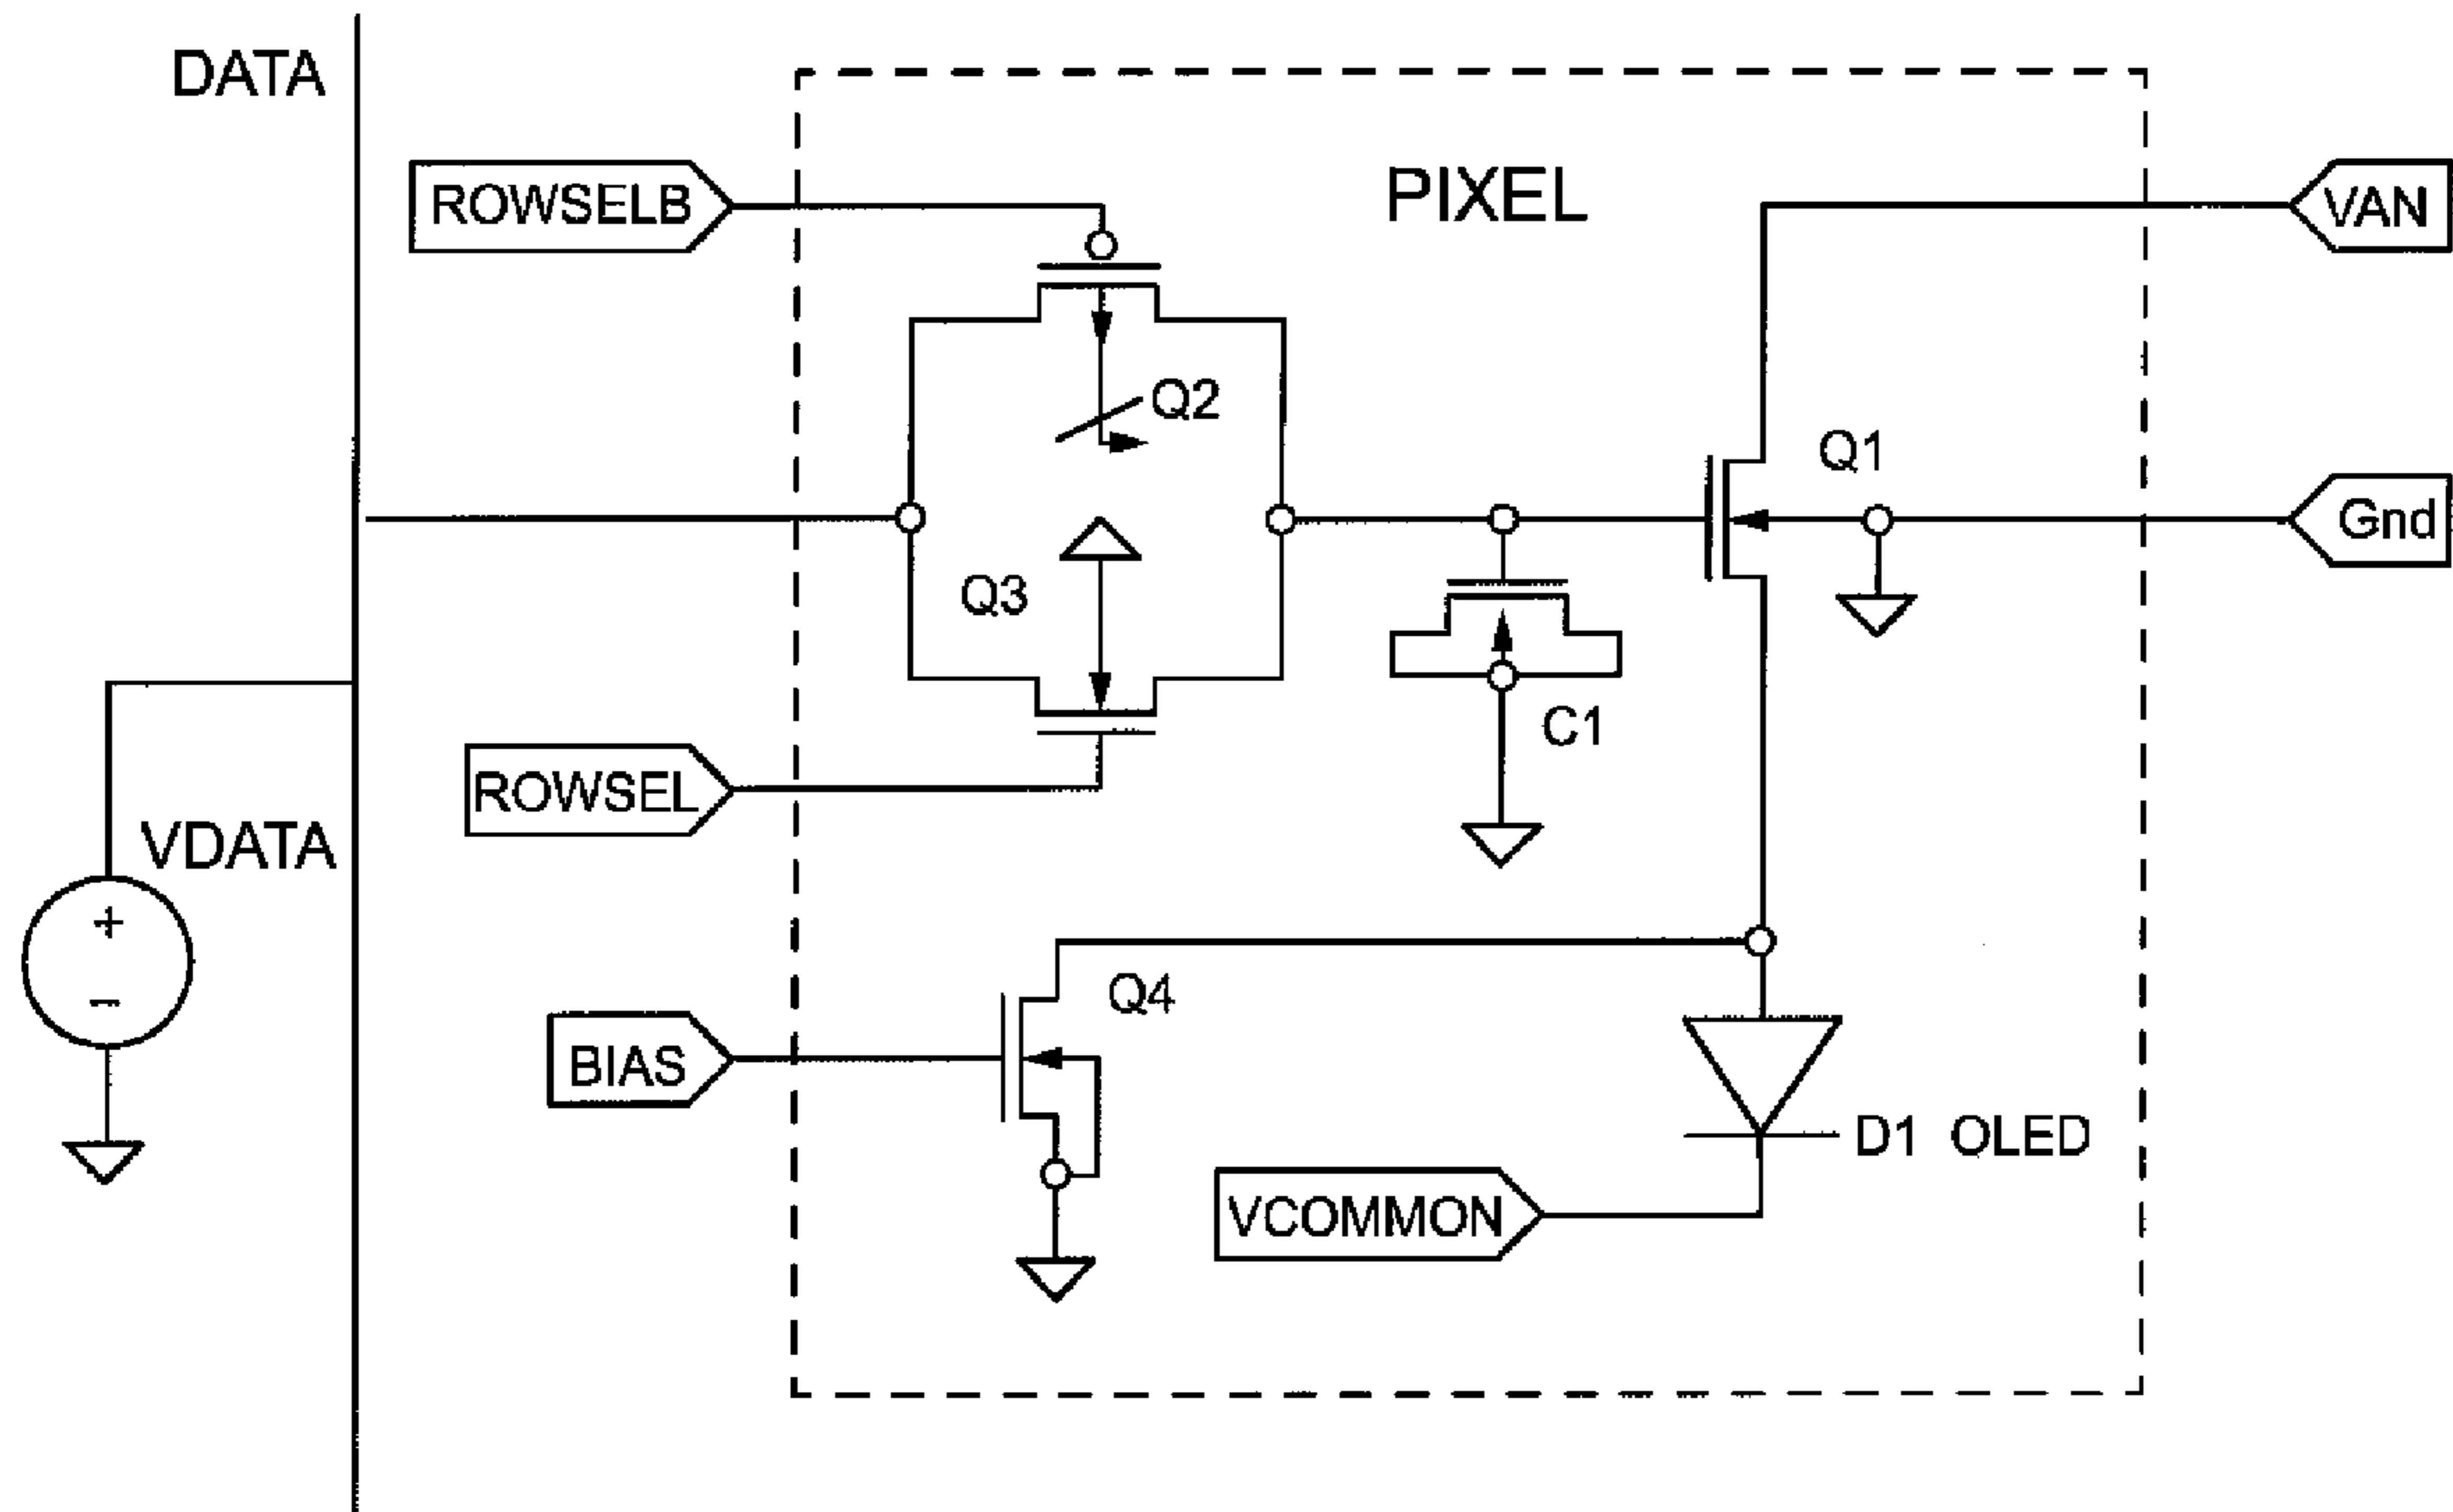 DATA
PIXEL
ROWSELB
VAN
Q2
Q1
Gnd
Q3
C1
ROWSEL
VDATA
+
−
Q4
BIAS
D1 OLED
VCOMMON